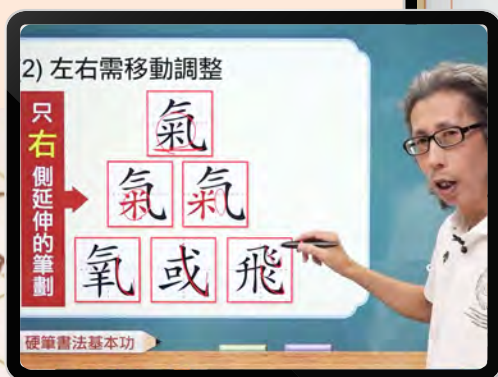 2) 左右需移動調整
只右側延伸的筆劃
氣
氣 氣
氧 或 飛
硬筆書法基本功